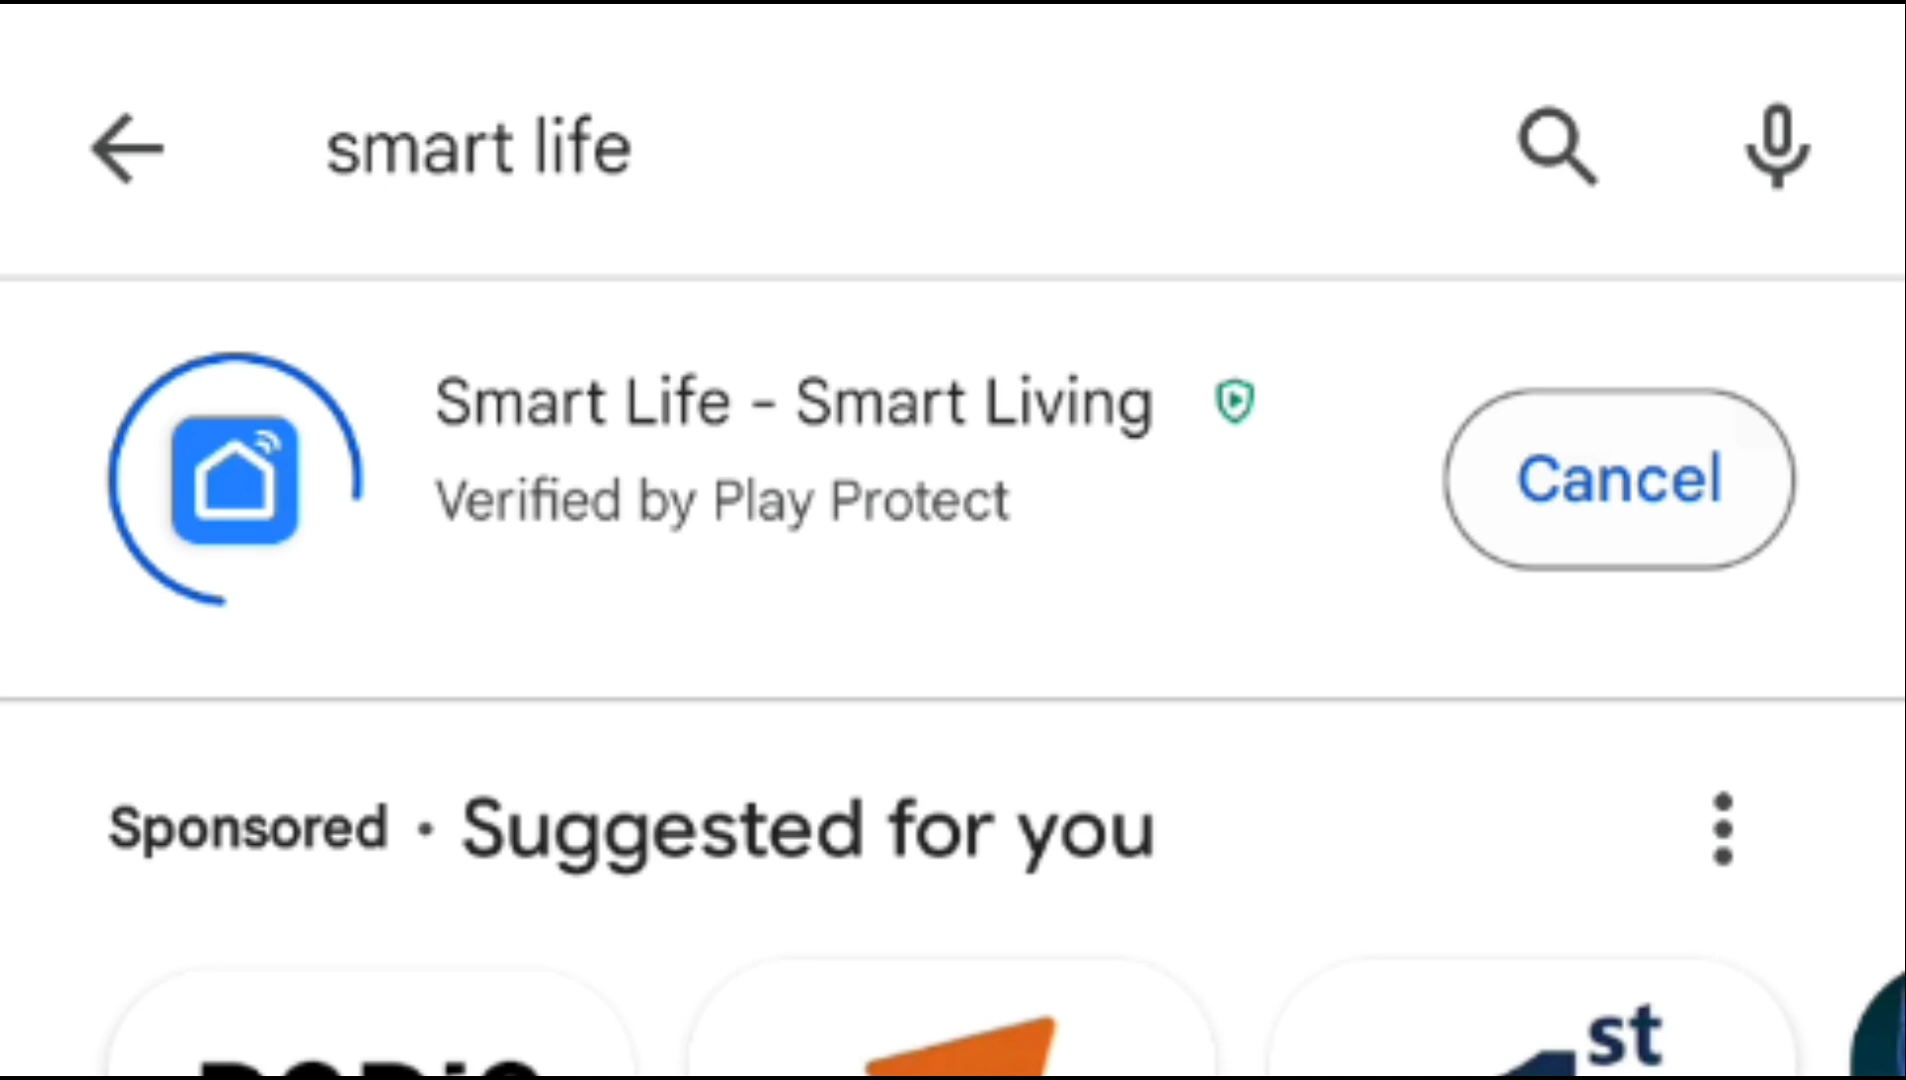 smart life
Smart Life - Smart Living
Verified by Play Protect
Cancel
Sponsored · Suggested for you
st